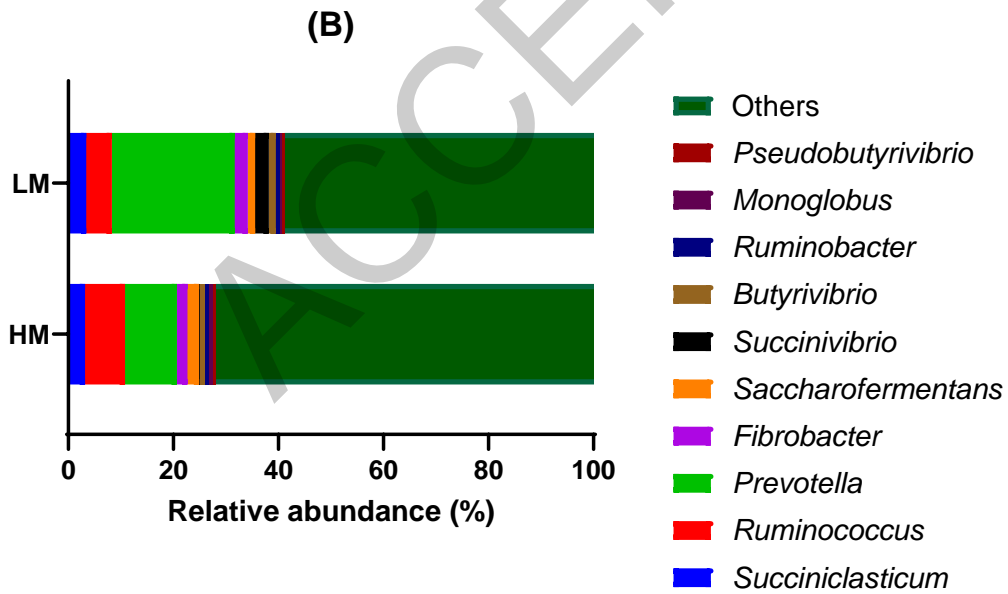 (B)
LM
HM
0 20 40 60 80 100
Relative abundance (%)
Others
Pseudobutyrivibrio
Monoglobus
Ruminobacter
Butyrivibrio
Succinivibrio
Saccharofermentans
Fibrobacter
Prevotella
Ruminococcus
Succiniclasticum
ACCE